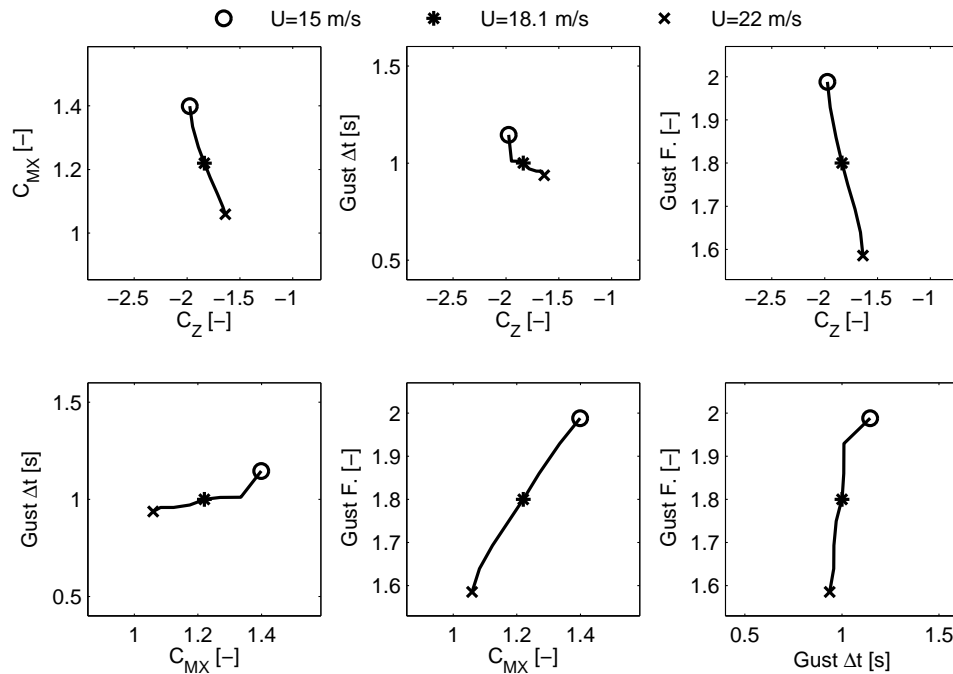 U=15 m/s U=18.1 m/s U=22 m/s
C_MX [−]
1.4
1.2
1
−2.5 −2 −1.5 −1
C_Z [−]
Gust Δt [s]
1.5
1
0.5
−2.5 −2 −1.5 −1
C_Z [−]
Gust F. [−]
2
1.9
1.8
1.7
1.6
−2.5 −2 −1.5 −1
C_Z [−]
Gust Δt [s]
1.5
1
0.5
1 1.2 1.4
C_MX [−]
Gust F. [−]
2
1.9
1.8
1.7
1.6
1 1.2 1.4
C_MX [−]
Gust F. [−]
2
1.9
1.8
1.7
1.6
0.5 1 1.5
Gust Δt [s]